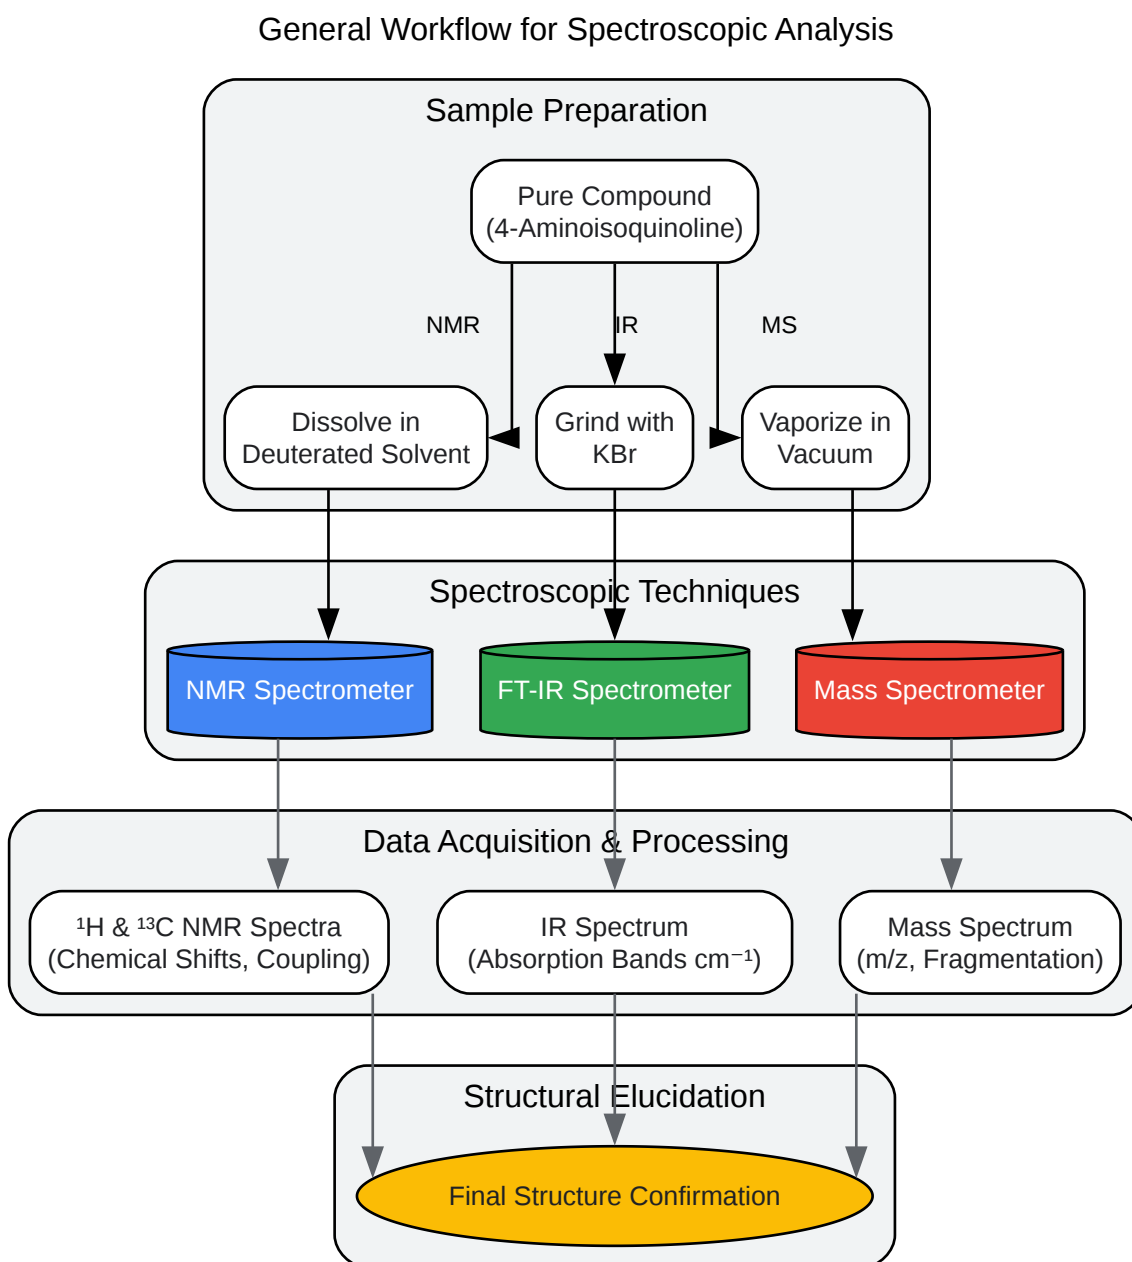 General Workflow for Spectroscopic Analysis
Sample Preparation
Pure Compound
(4-Aminoisoquinoline)
NMR
IR
MS
Dissolve in
Deuterated Solvent
Grind with
KBr
Vaporize in
Vacuum
Spectroscopic Techniques
NMR Spectrometer
FT-IR Spectrometer
Mass Spectrometer
Data Acquisition & Processing
¹H & ¹³C NMR Spectra
(Chemical Shifts, Coupling)
IR Spectrum
(Absorption Bands cm⁻¹)
Mass Spectrum
(m/z, Fragmentation)
Structural Elucidation
Final Structure Confirmation